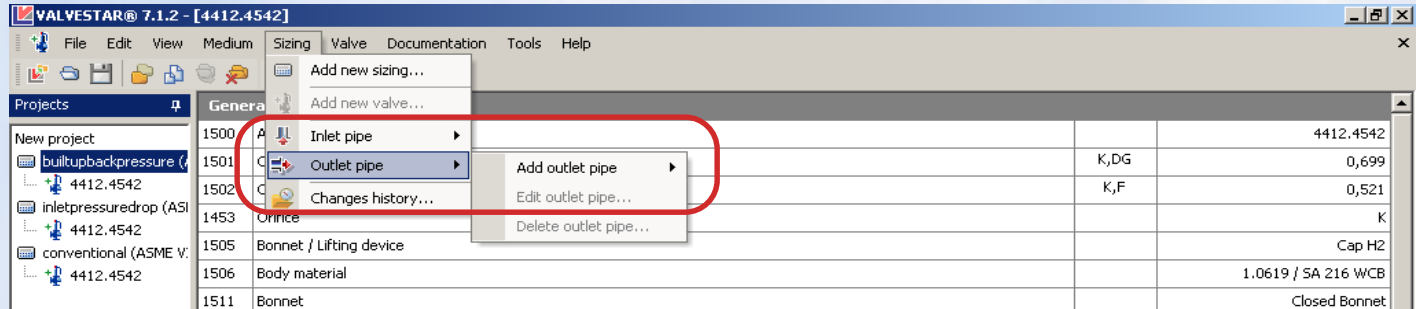 VALVESTAR® 7.1.2 - [4412.4542]
File Edit View Medium Sizing Valve Documentation Tools Help
Add new sizing...
Add new valve...
Inlet pipe
Outlet pipe
Changes history...
Add outlet pipe
Edit outlet pipe...
Delete outlet pipe...
Projects
New project
builtupbackpressure (
4412.4542
inletpressuredrop (ASI
4412.4542
conventional (ASME V
4412.4542
Genera
1500 A 4412.4542
1501 C K,DG 0,699
1502 C K,F 0,521
1453 Orifice K
1505 Bonnet / Lifting device Cap H2
1506 Body material 1.0619 / SA 216 WCB
1511 Bonnet Closed Bonnet